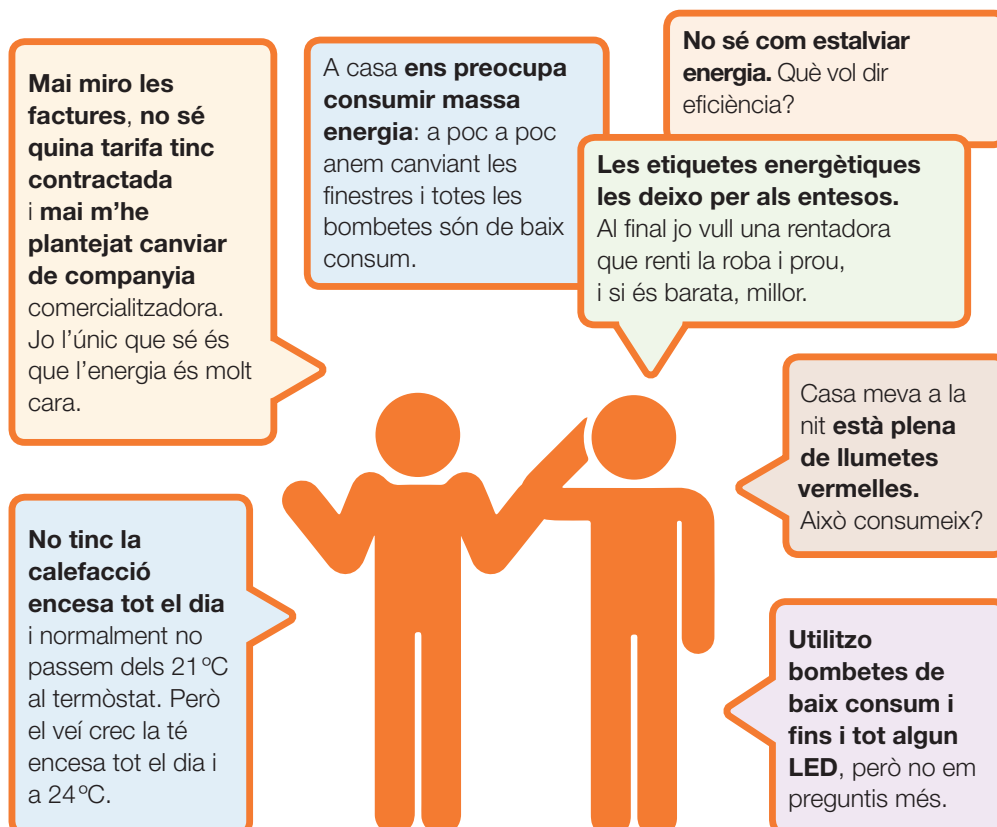 Mai miro les
factures, no sé
quina tarifa tinc
contractada
i mai m’he
plantejat canviar
de companyia
comercialitzadora.
Jo l’únic que sé és
que l’energia és molt
cara.
A casa ens preocupa
consumir massa
energia: a poc a poc
anem canviant les
finestres i totes les
bombetes són de baix
consum.
No sé com estalviar
energia. Què vol dir
eficiència?
Les etiquetes energètiques
les deixo per als entesos.
Al final jo vull una rentadora
que renti la roba i prou,
i si és barata, millor.
Casa meva a la
nit està plena
de llumetes
vermelles.
Això consumeix?
No tinc la
calefacció
encesa tot el dia
i normalment no
passem dels 21 ºC
al termòstat. Però
el veí crec la té
encesa tot el dia i
a 24 ºC.
Utilitzo
bombetes de
baix consum i
fins i tot algun
LED, però no em
preguntis més.